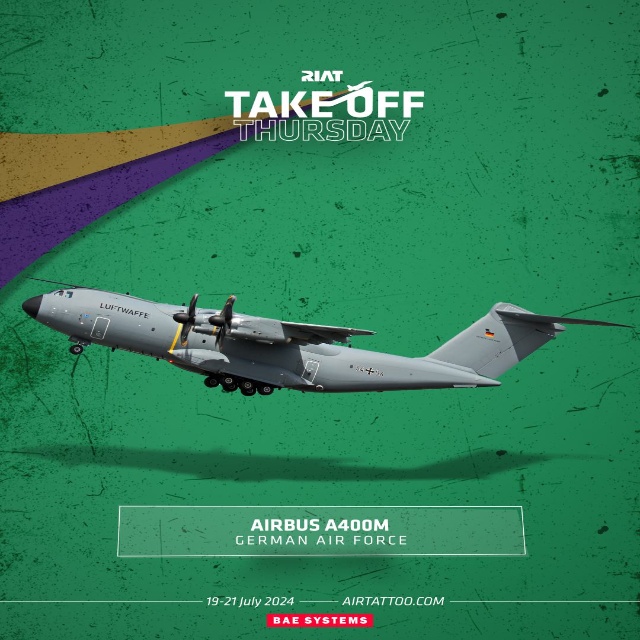 RIAT
TAKE OFF
THURSDAY
LUFTWAFFE
AIRBUS A400M
GERMAN AIR FORCE
19-21 July 2024
AIRTATTOO.COM
BAE SYSTEMS